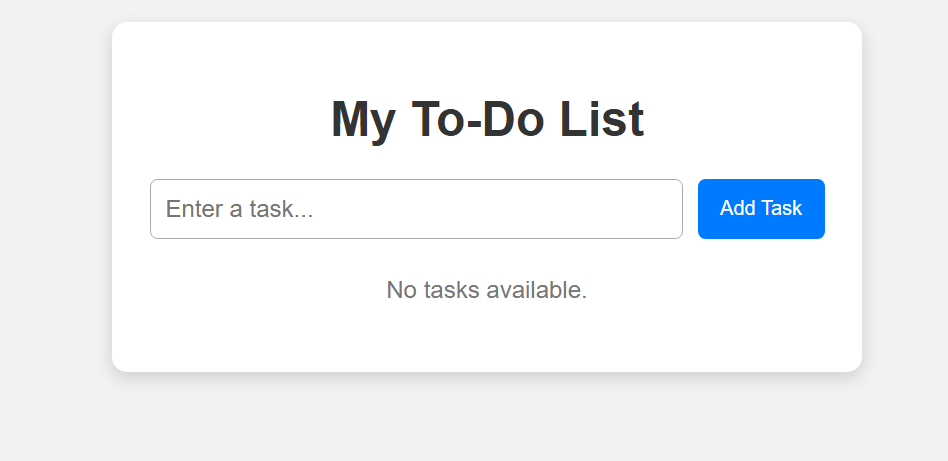 My To-Do List
Enter a task...
Add Task
No tasks available.